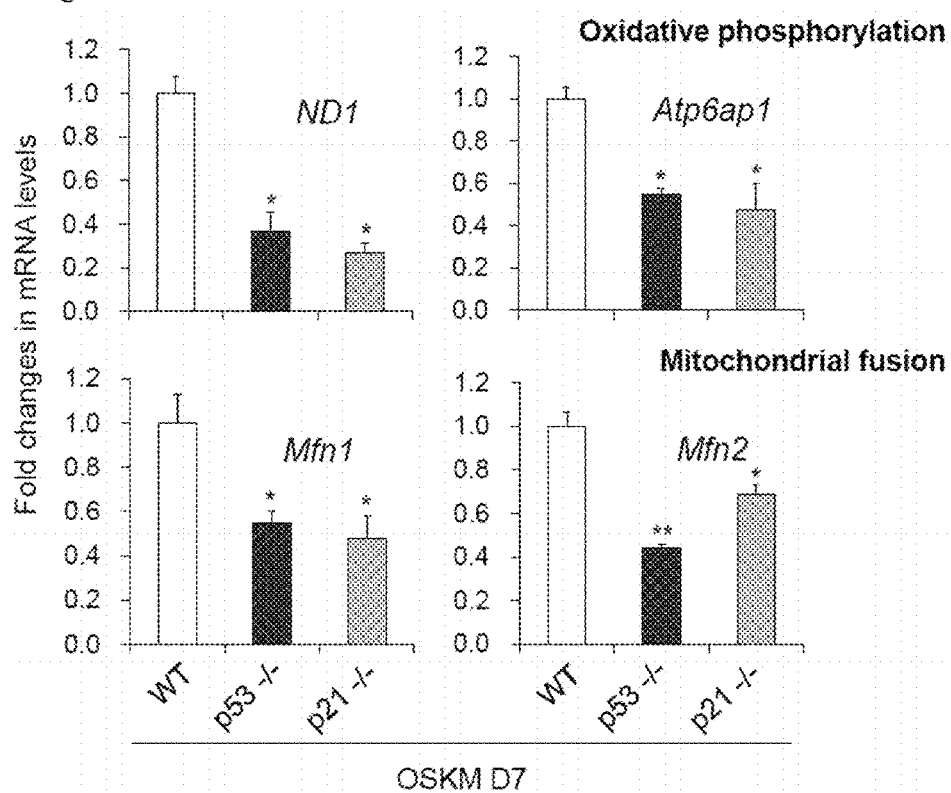 Oxidative phosphorylation
Fold changes in mRNA levels
1.2
1.0
0.8
0.6
0.4
0.2
0.0
ND1
*
*
1.2
1.0
0.8
0.6
0.4
0.2
0.0
Atp6ap1
*
*
Mitochondrial fusion
1.2
1.0
0.8
0.6
0.4
0.2
0.0
Mfn1
*
*
WT
p53 -/-
p21 -/-
1.2
1.0
0.8
0.6
0.4
0.2
0.0
Mfn2
**
*
WT
p53 -/-
p21 -/-
OSKM D7